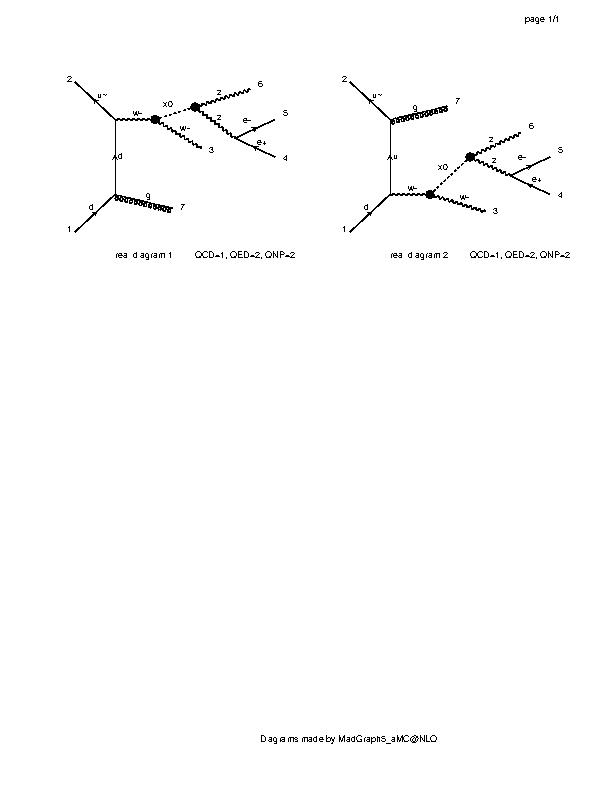 page 1/1
2
u~
w-
x0
z
6
z
e-
5
e+
4
w-
3
d
g
7
d
1
real diagram 1 QCD=1, QED=2, QNP=2
2
u~
g
7
u
x0
z
6
z
e-
5
e+
4
w-
w-
3
d
1
real diagram 2 QCD=1, QED=2, QNP=2
Diagrams made by MadGraph5_aMC@NLO